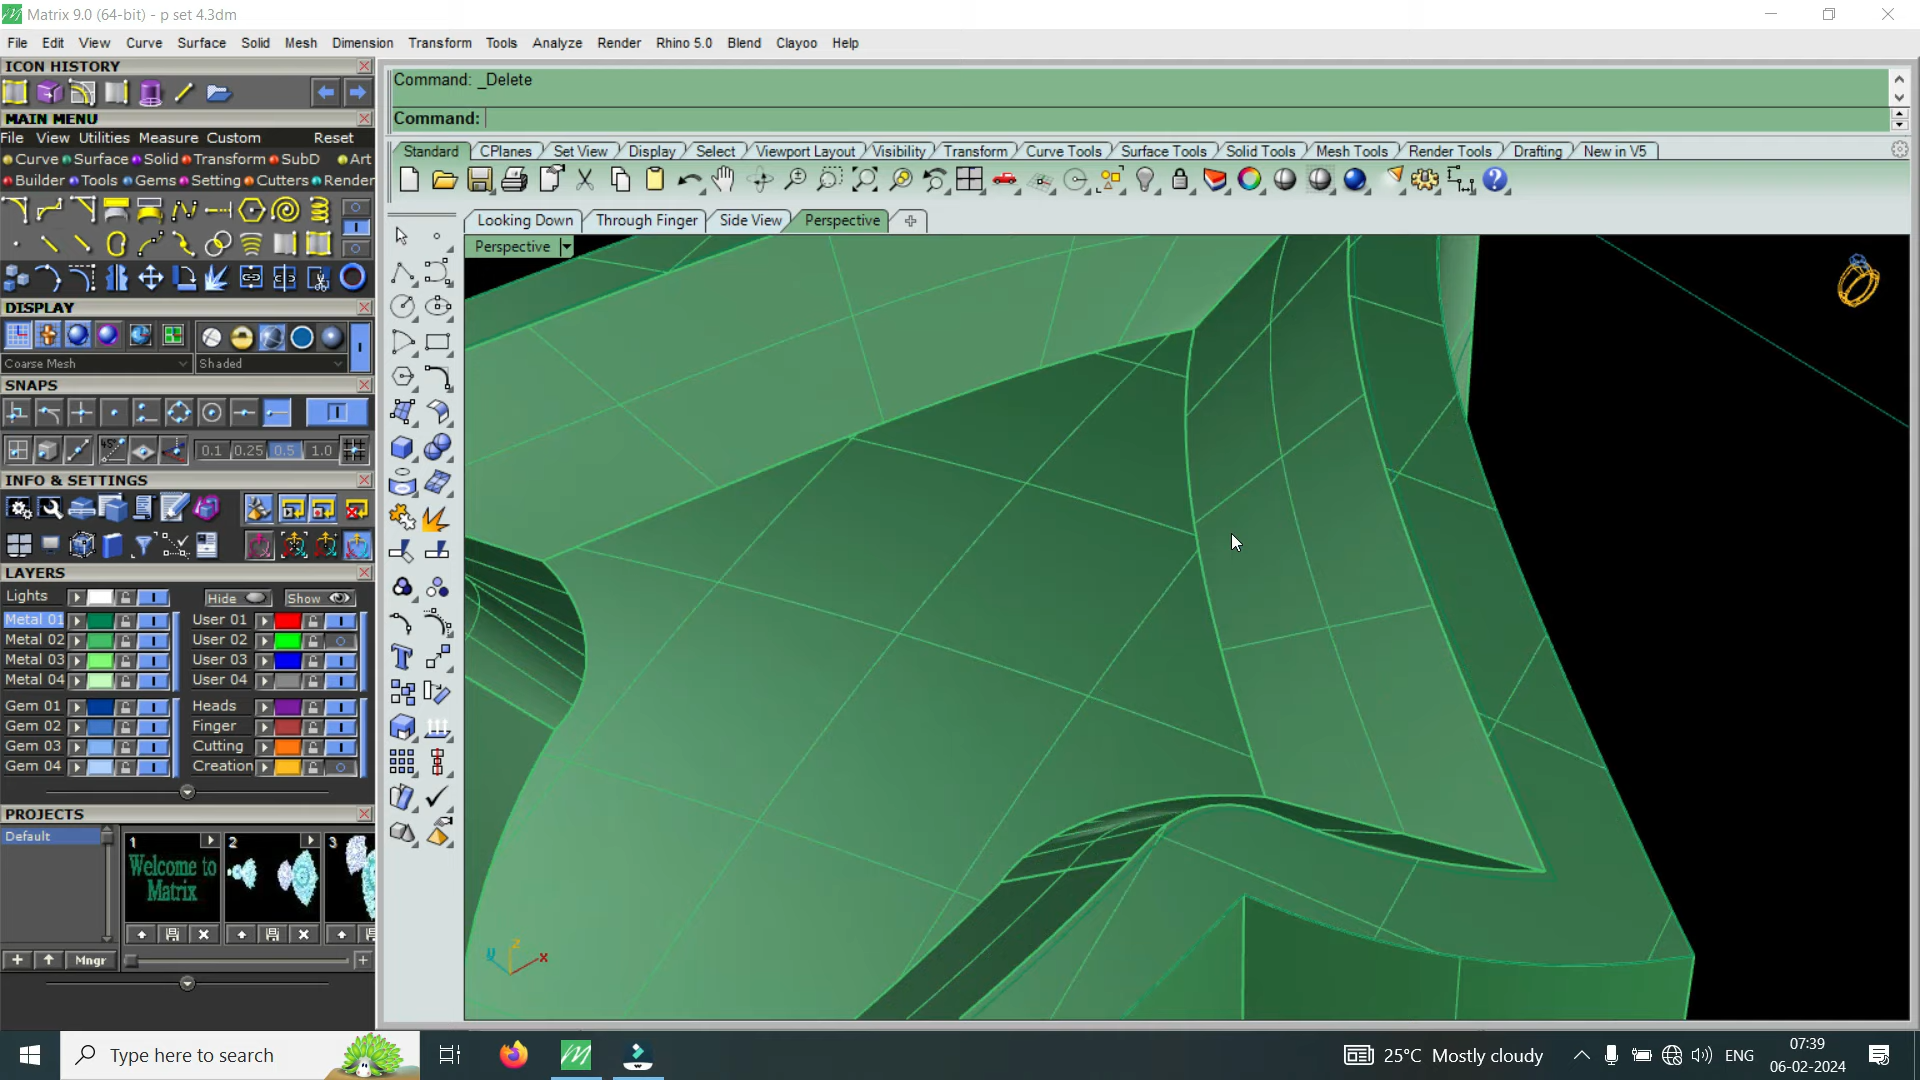 Matrix 9.0 (64-bit) - p set 4.3dm
File Edit View Curve Surface Solid Mesh Dimension Transform Tools Analyze Render Rhino 5.0 Blend Clayoo Help
ICON HISTORY
Command: _Delete
Command:
MAIN MENU
File View Utilities Measure Custom Reset
Curve Surface Solid Transform SubD Art
Builder Tools Gems Setting Cutters Render
Standard CPlanes Set View Display Select Viewport Layout Visibility Transform Curve Tools Surface Tools Solid Tools Mesh Tools Render Tools Drafting New in V5
Looking Down Through Finger Side View Perspective
Perspective
DISPLAY
Coarse Mesh Shaded
SNAPS
45°
0.1 0.25 0.5 1.0
INFO & SETTINGS
LAYERS
Lights Hide Show
Metal 01 User 01
Metal 02 User 02
Metal 03 User 03
Metal 04 User 04
Gem 01 Heads
Gem 02 Finger
Gem 03 Cutting
Gem 04 Creation
PROJECTS
Default
1 2 3
Welcome to
Matrix
Mngr
z
y
x
Type here to search
25°C Mostly cloudy
ENG
07:39
06-02-2024